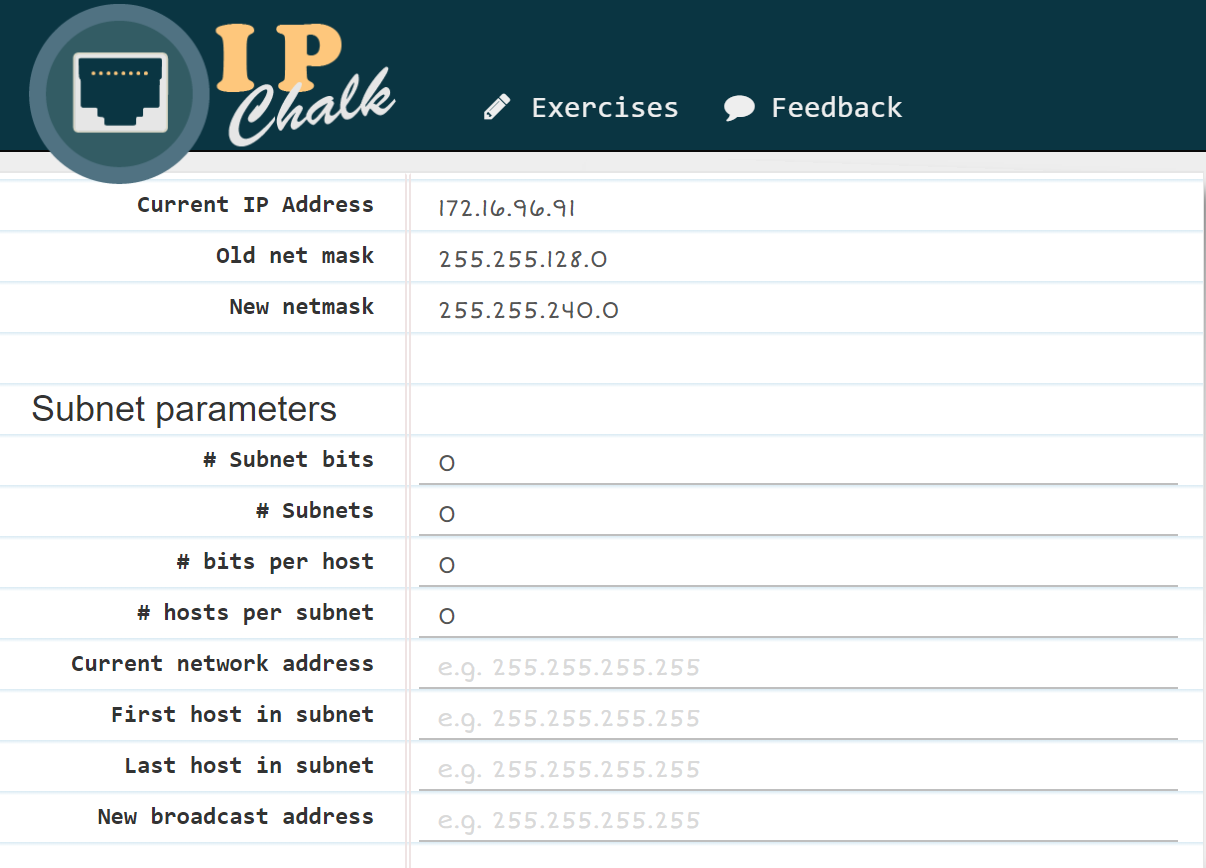 IP
Chalk
Exercises
Feedback
Current IP Address 172.16.96.91
Old net mask 255.255.128.0
New netmask 255.255.240.0
Subnet parameters
# Subnet bits 0
# Subnets 0
# bits per host 0
# hosts per subnet 0
Current network address e.g. 255.255.255.255
First host in subnet e.g. 255.255.255.255
Last host in subnet e.g. 255.255.255.255
New broadcast address e.g. 255.255.255.255